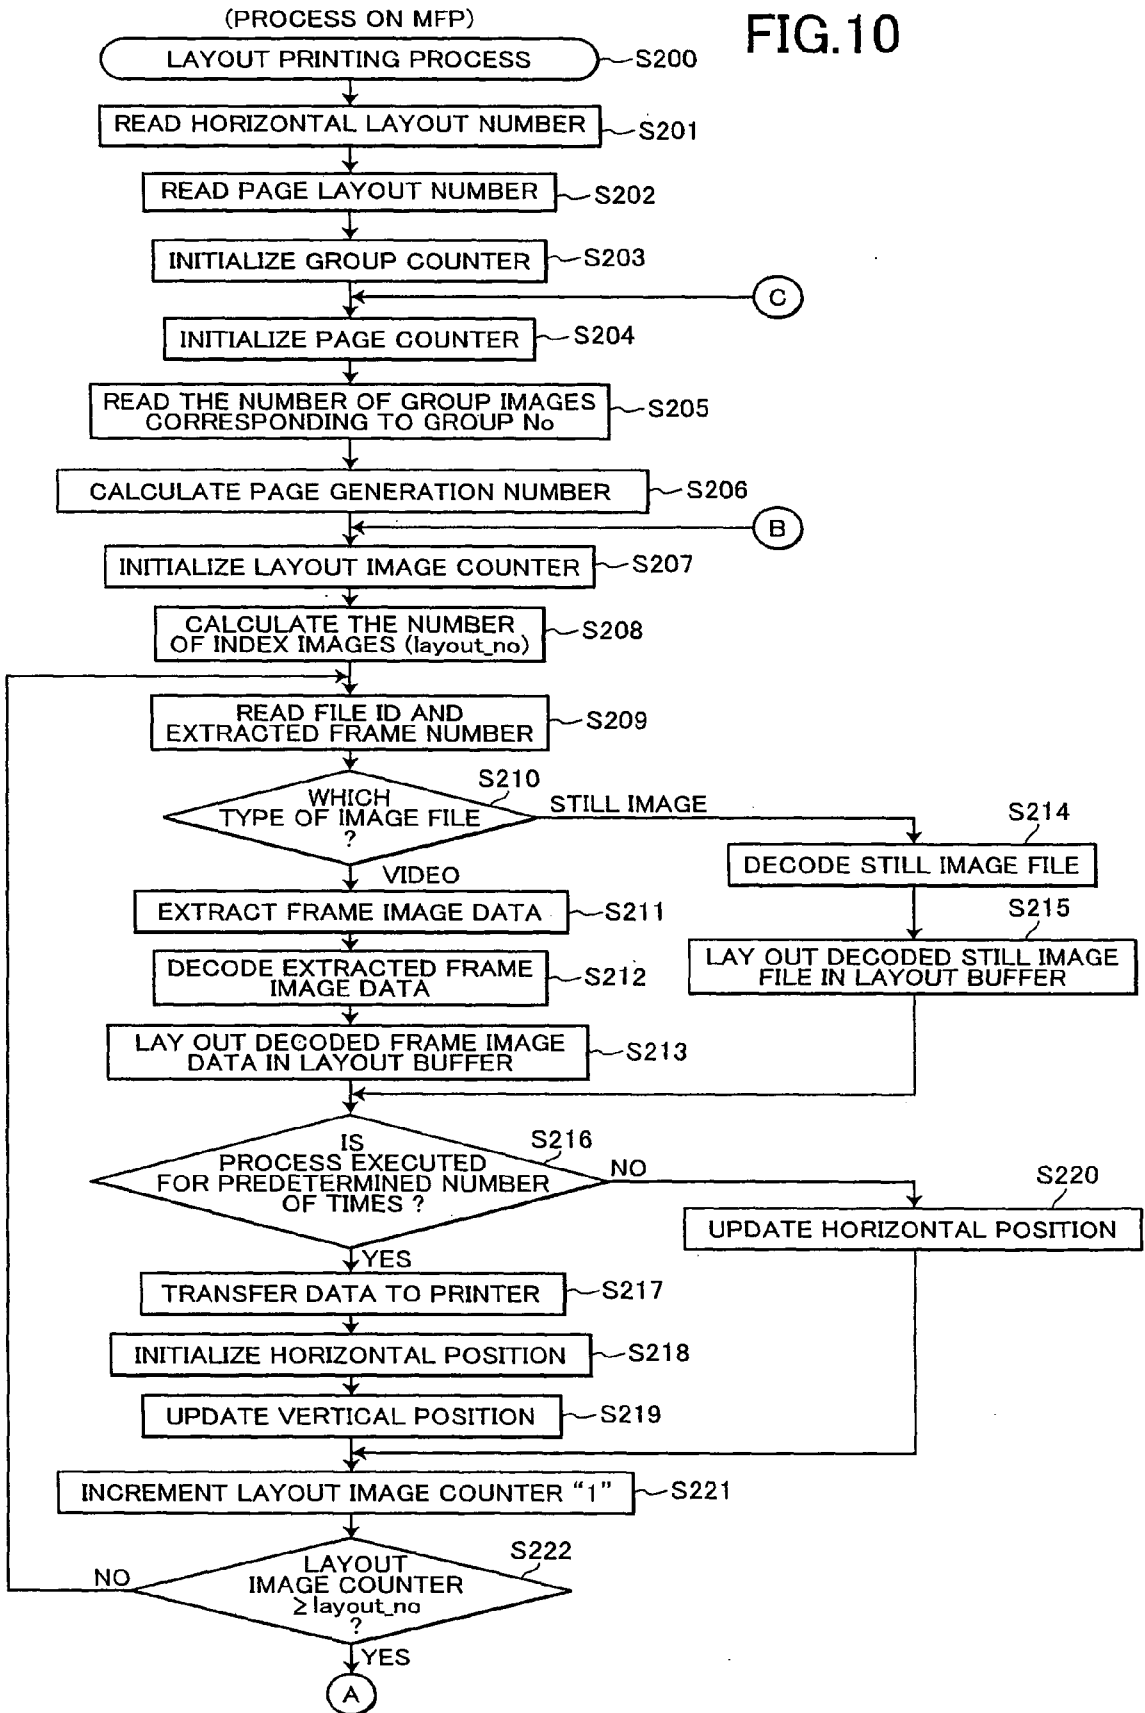 (PROCESS ON MFP)
FIG.10
LAYOUT PRINTING PROCESS
S200
READ HORIZONTAL LAYOUT NUMBER
S201
READ PAGE LAYOUT NUMBER
S202
INITIALIZE GROUP COUNTER
S203
C
INITIALIZE PAGE COUNTER
S204
READ THE NUMBER OF GROUP IMAGES
CORRESPONDING TO GROUP No
S205
CALCULATE PAGE GENERATION NUMBER
S206
B
INITIALIZE LAYOUT IMAGE COUNTER
S207
CALCULATE THE NUMBER
OF INDEX IMAGES (layout_no)
S208
READ FILE ID AND
EXTRACTED FRAME NUMBER
S209
WHICH
TYPE OF IMAGE FILE
?
S210
STILL IMAGE
VIDEO
S214
DECODE STILL IMAGE FILE
EXTRACT FRAME IMAGE DATA
S211
S215
LAY OUT DECODED STILL IMAGE
FILE IN LAYOUT BUFFER
DECODE EXTRACTED FRAME
IMAGE DATA
S212
LAY OUT DECODED FRAME IMAGE
DATA IN LAYOUT BUFFER
S213
IS
PROCESS EXECUTED
FOR PREDETERMINED NUMBER
OF TIMES ?
S216
NO
YES
S220
UPDATE HORIZONTAL POSITION
TRANSFER DATA TO PRINTER
S217
INITIALIZE HORIZONTAL POSITION
S218
UPDATE VERTICAL POSITION
S219
INCREMENT LAYOUT IMAGE COUNTER “1”
S221
LAYOUT
IMAGE COUNTER
≥ layout_no
?
S222
NO
YES
A